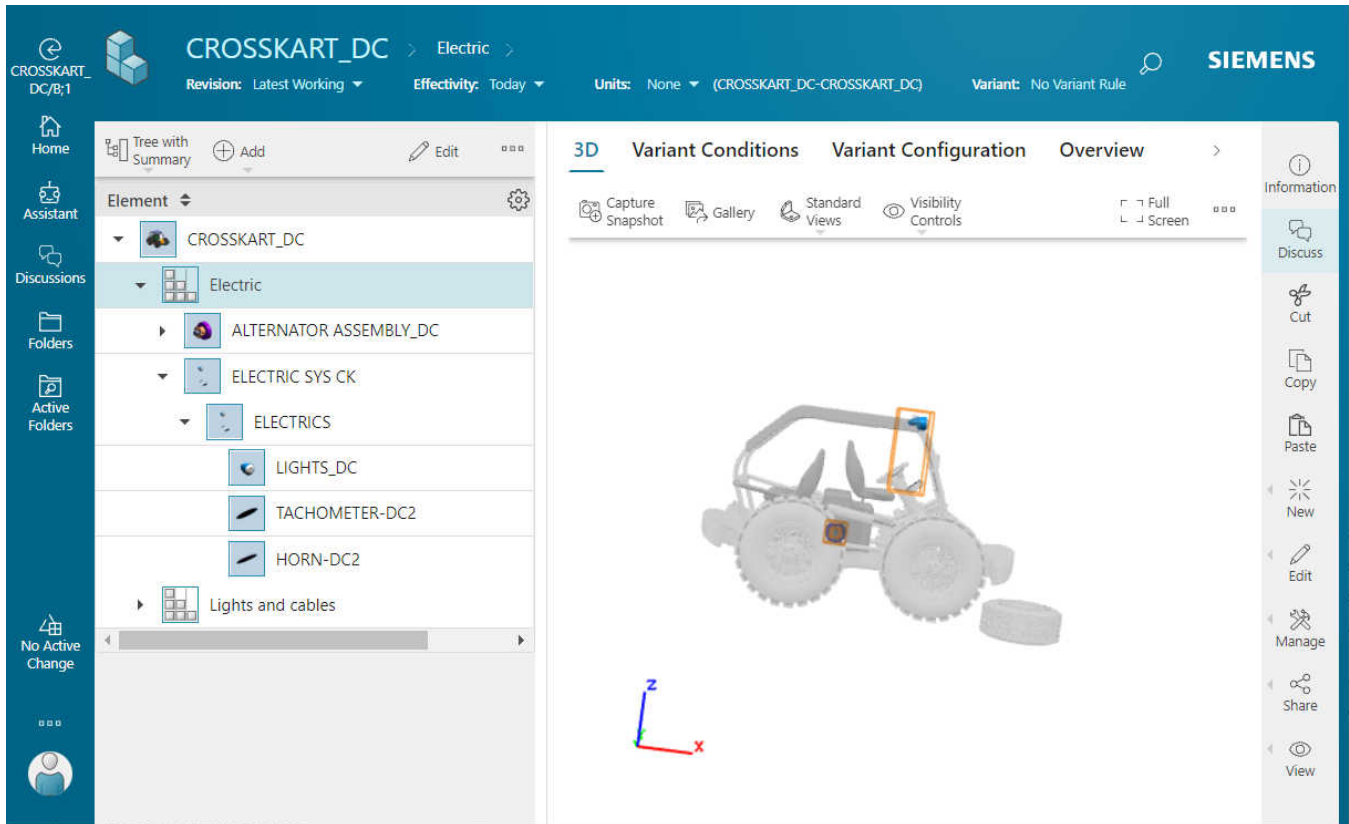 CROSSKART_
DC/B;1
Home
Assistant
Discussions
Folders
Active
Folders
No Active
Change
CROSSKART_DC > Electric >
Revision: Latest Working Effectivity: Today Units: None (CROSSKART_DC-CROSSKART_DC) Variant: No Variant Rule
SIEMENS
Tree with
Summary
Add
Edit
Element
CROSSKART_DC
Electric
ALTERNATOR ASSEMBLY_DC
ELECTRIC SYS CK
ELECTRICS
LIGHTS_DC
TACHOMETER-DC2
HORN-DC2
Lights and cables
3D Variant Conditions Variant Configuration Overview >
Capture
Snapshot
Gallery
Standard
Views
Visibility
Controls
Full
Screen
Z
X
Information
Discuss
Cut
Copy
Paste
New
Edit
Manage
Share
View